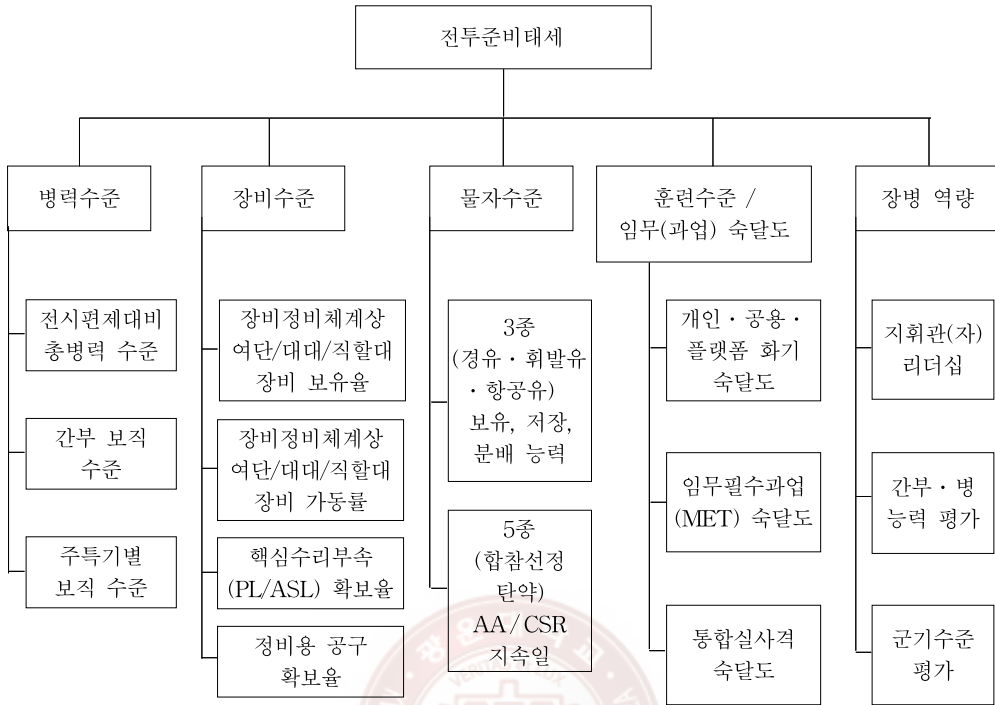 전투준비태세
병력수준
전시편제대비
총병력 수준
간부 보직
수준
주특기별
보직 수준
장비수준
장비정비체계상
여단/대대/직할대
장비 보유율
장비정비체계상
여단/대대/직할대
장비 가동률
핵심수리부속
(PL/ASL) 확보율
정비용 공구
확보율
물자수준
3종
(경유·휘발유
·항공유)
보유, 저장,
분배 능력
5종
(합참선정
탄약)
AA/CSR
지속일
훈련수준 /
임무(과업) 숙달도
개인·공용·
플랫폼 화기
숙달도
임무필수과업
(MET) 숙달도
통합실사격
숙달도
장병 역량
지휘관(자)
리더십
간부·병
능력 평가
군기수준
평가